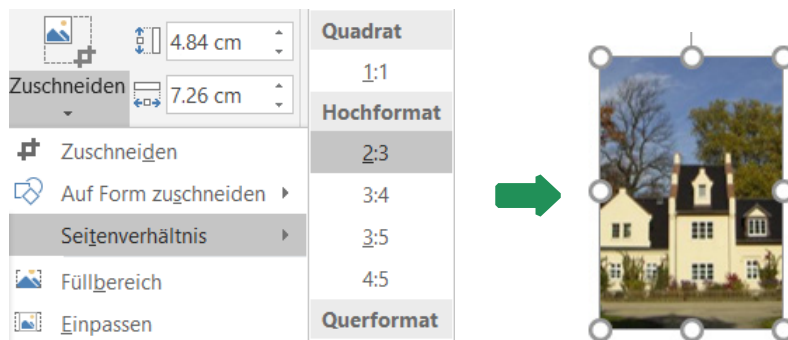 4.84 cm
Zuschneiden
7.26 cm
Zuschneiden
Auf Form zuschneiden
Seitenverhältnis
Füllbereich
Einpassen
Quadrat
1:1
Hochformat
2:3
3:4
3:5
4:5
Querformat